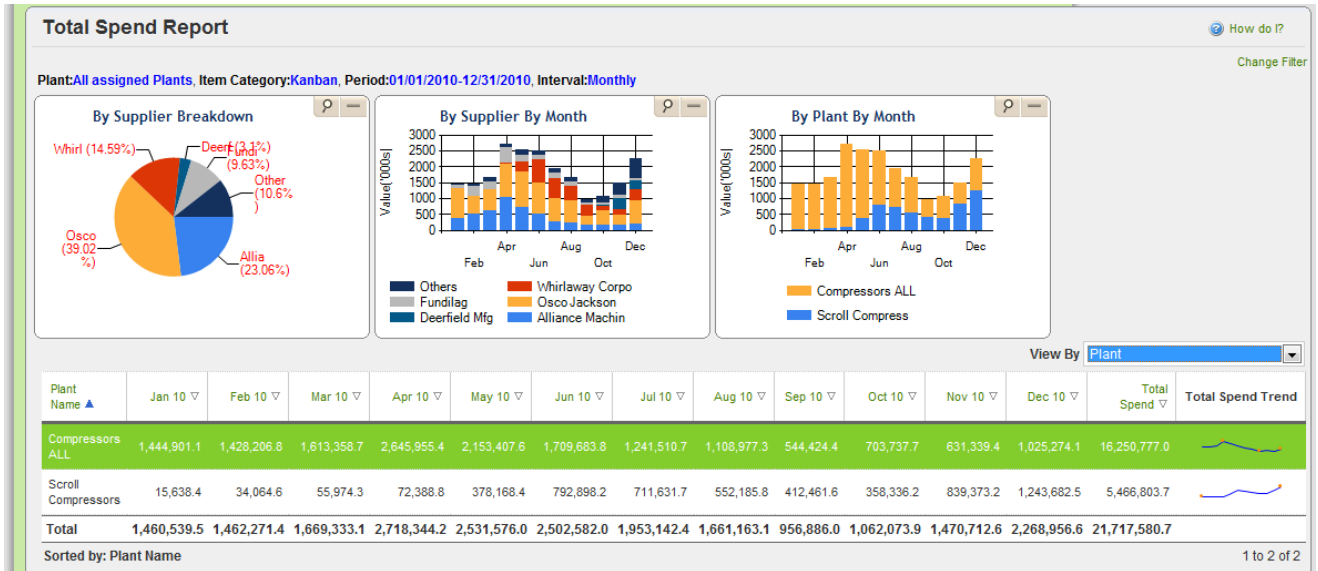 Total Spend Report
How do I?
Change Filter
Plant:All assigned Plants, Item Category:Kanban, Period:01/01/2010-12/31/2010, Interval:Monthly
By Supplier Breakdown
Whirl (14.59%)
Deerf(3.1%)
Fundi
(9.63%)
Other
(10.6%
)
Osco
(39.02
%)
Allia
(23.06%)
By Supplier By Month
Value['000s]
3000
2500
2000
1500
1000
500
0
Apr Aug Dec
Feb Jun Oct
Others Whirlaway Corpo
Fundilag Osco Jackson
Deerfield Mfg Alliance Machin
By Plant By Month
Value['000s]
3000
2500
2000
1500
1000
500
0
Apr Aug Dec
Feb Jun Oct
Compressors ALL
Scroll Compress
View By Plant
Plant Name Jan 10 Feb 10 Mar 10 Apr 10 May 10 Jun 10 Jul 10 Aug 10 Sep 10 Oct 10 Nov 10 Dec 10 Total Spend Total Spend Trend
Compressors ALL 1,444,901.1 1,428,206.8 1,613,358.7 2,645,955.4 2,153,407.6 1,709,683.8 1,241,510.7 1,108,977.3 544,424.4 703,737.7 631,339.4 1,025,274.1 16,250,777.0
Scroll Compressors 15,638.4 34,064.6 55,974.3 72,388.8 378,168.4 792,898.2 711,631.7 552,185.8 412,461.6 358,336.2 839,373.2 1,243,682.5 5,466,803.7
Total 1,460,539.5 1,462,271.4 1,669,333.1 2,718,344.2 2,531,576.0 2,502,582.0 1,953,142.4 1,661,163.1 956,886.0 1,062,073.9 1,470,712.6 2,268,956.6 21,717,580.7
Sorted by: Plant Name
1 to 2 of 2